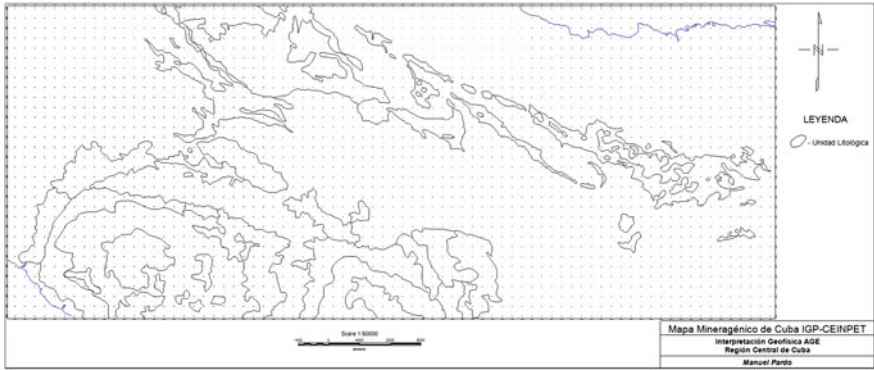 N
LEYENDA
- Unidad Litológica
Scale 1:50000
Mapa Mineragénico de Cuba IGP-CEINPET
Interpretación Geofísica AGE
Región Central de Cuba
Manuel Pardo